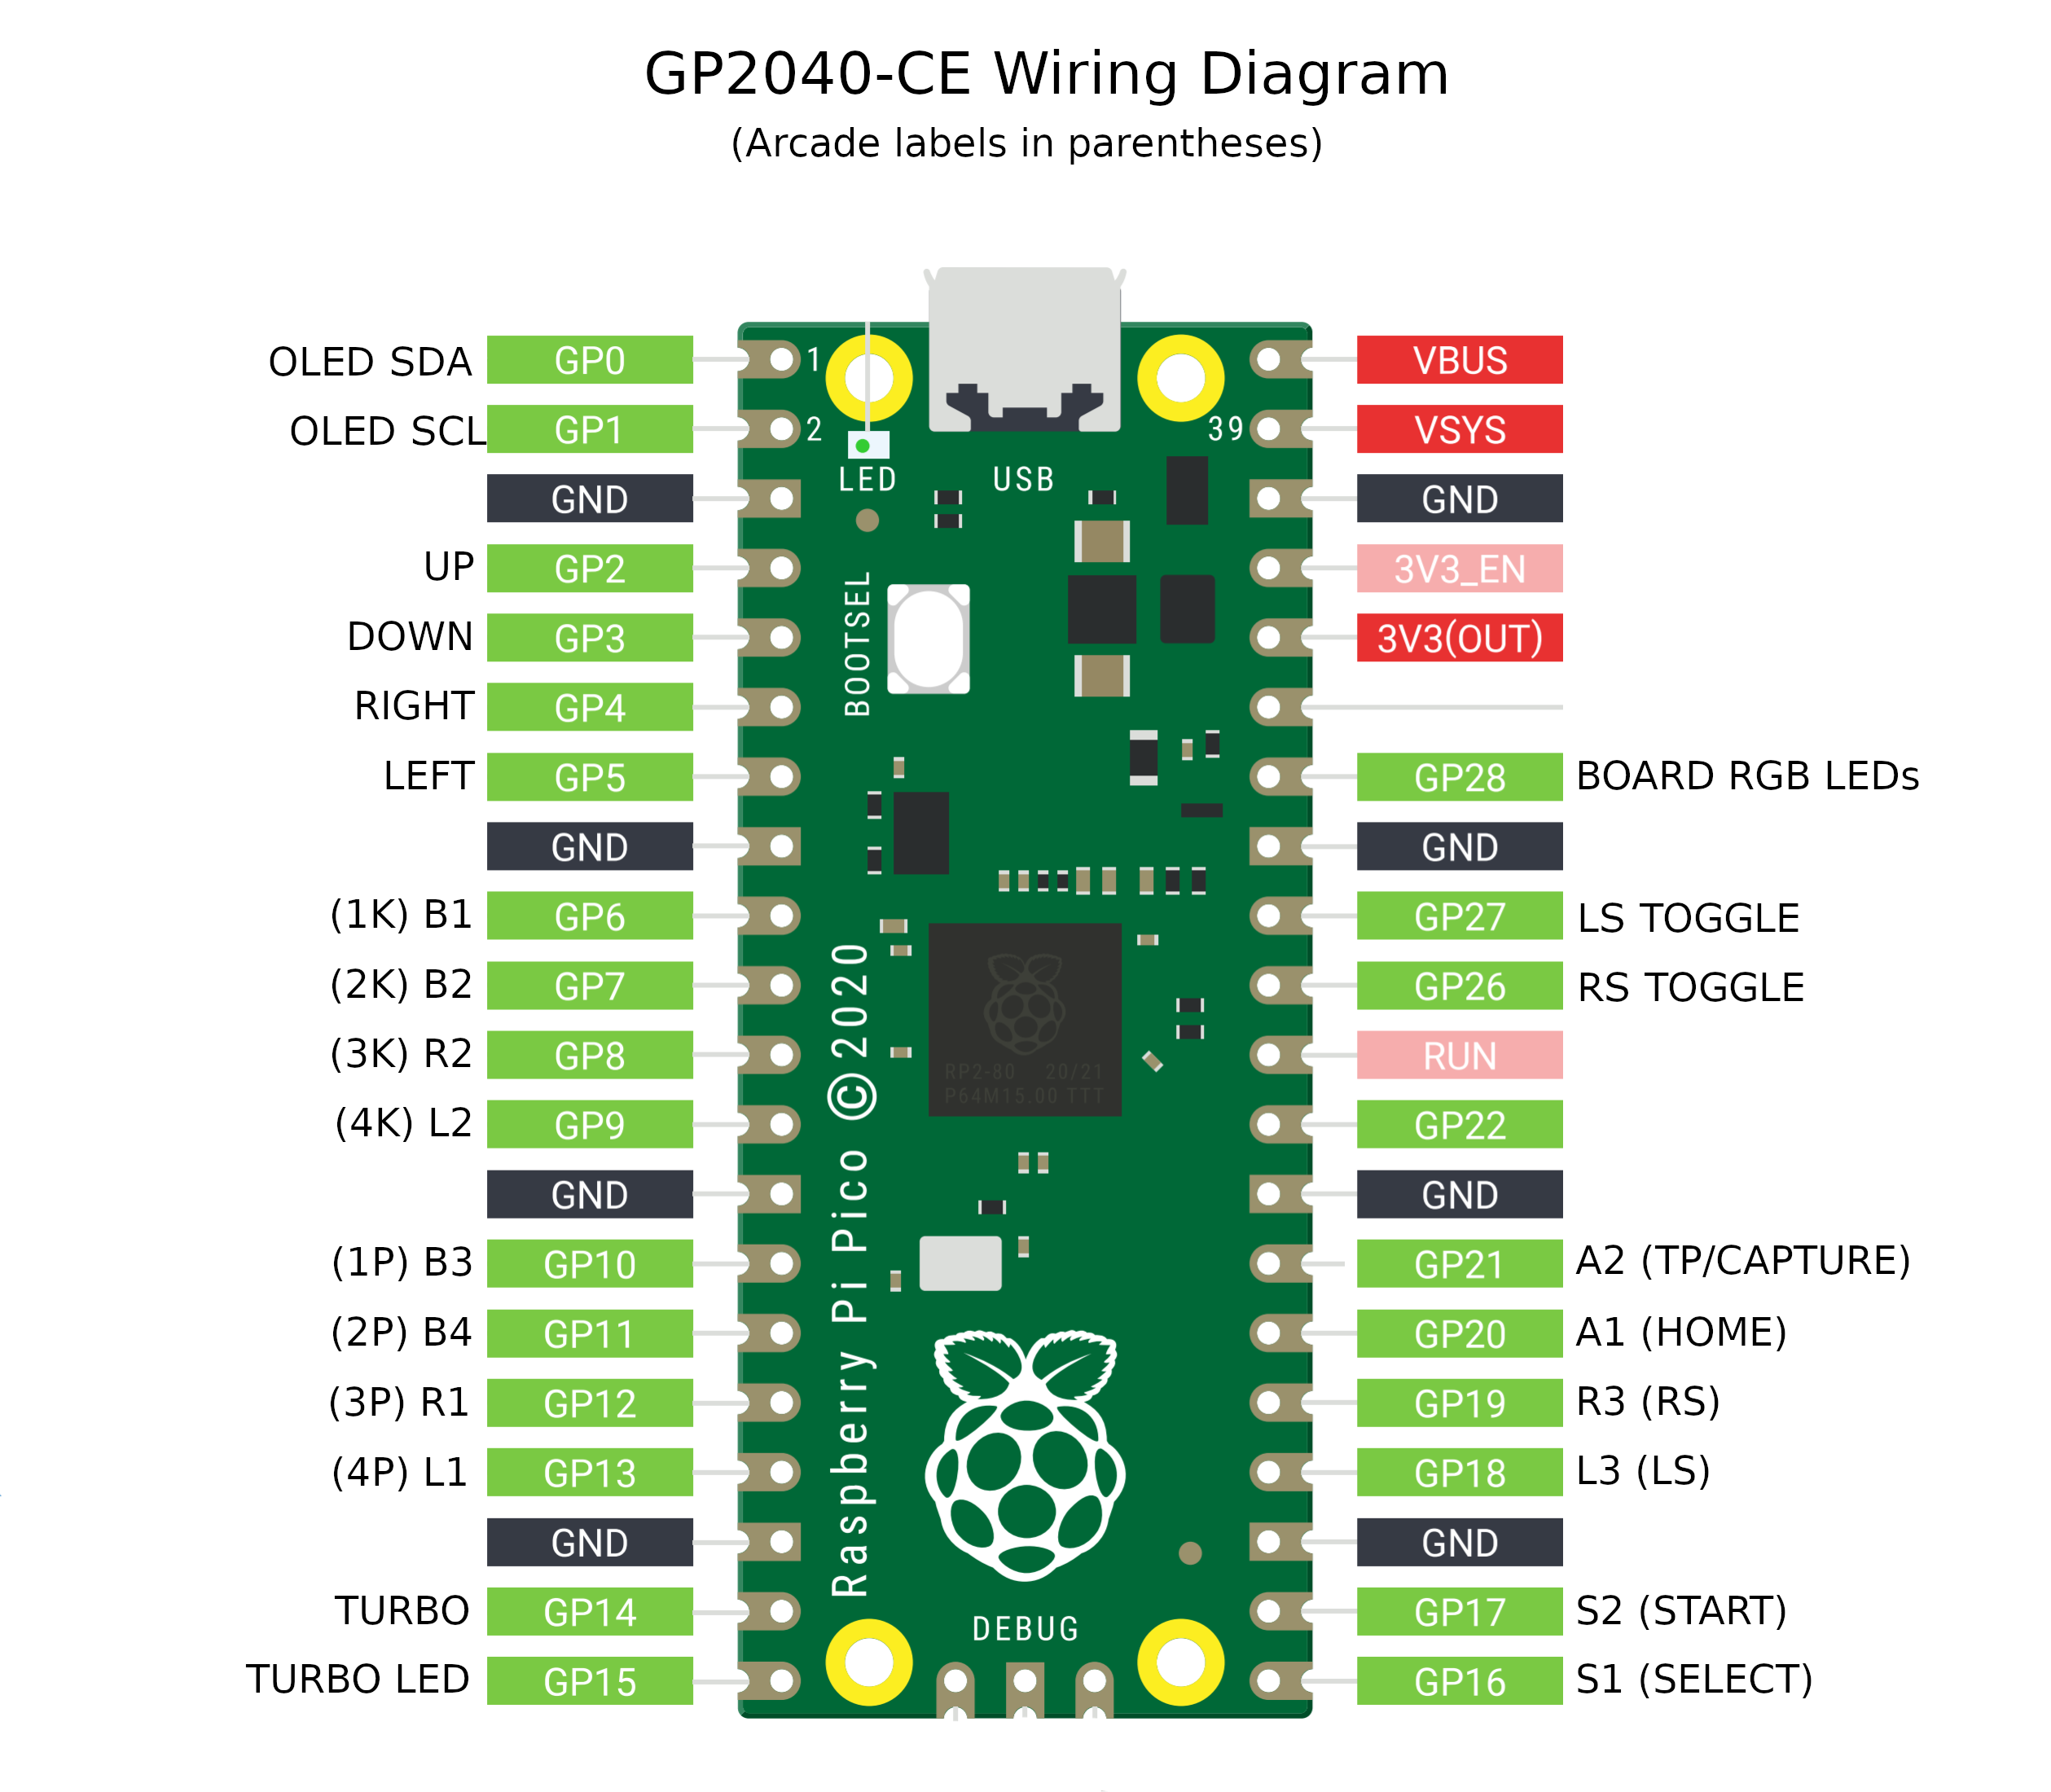 GP2040-CE Wiring Diagram
(Arcade labels in parentheses)
OLED SDA GP0 1 VBUS
OLED SCL GP1 2 39 VSYS
LED USB
GND GND
UP GP2 3V3_EN
BOOTSEL
DOWN GP3 3V3(OUT)
RIGHT GP4
LEFT GP5 GP28 BOARD RGB LEDs
GND GND
(1K) B1 GP6 GP27 LS TOGGLE
(2K) B2 GP7 GP26 RS TOGGLE
(3K) R2 GP8 RUN
RP2-80 20/21
P64M15.00 TTT
(4K) L2 GP9 GP22
GND GND
Raspberry Pi Pico ©2020
(1P) B3 GP10 GP21 A2 (TP/CAPTURE)
(2P) B4 GP11 GP20 A1 (HOME)
(3P) R1 GP12 GP19 R3 (RS)
(4P) L1 GP13 GP18 L3 (LS)
GND GND
TURBO GP14 GP17 S2 (START)
DEBUG
TURBO LED GP15 GP16 S1 (SELECT)